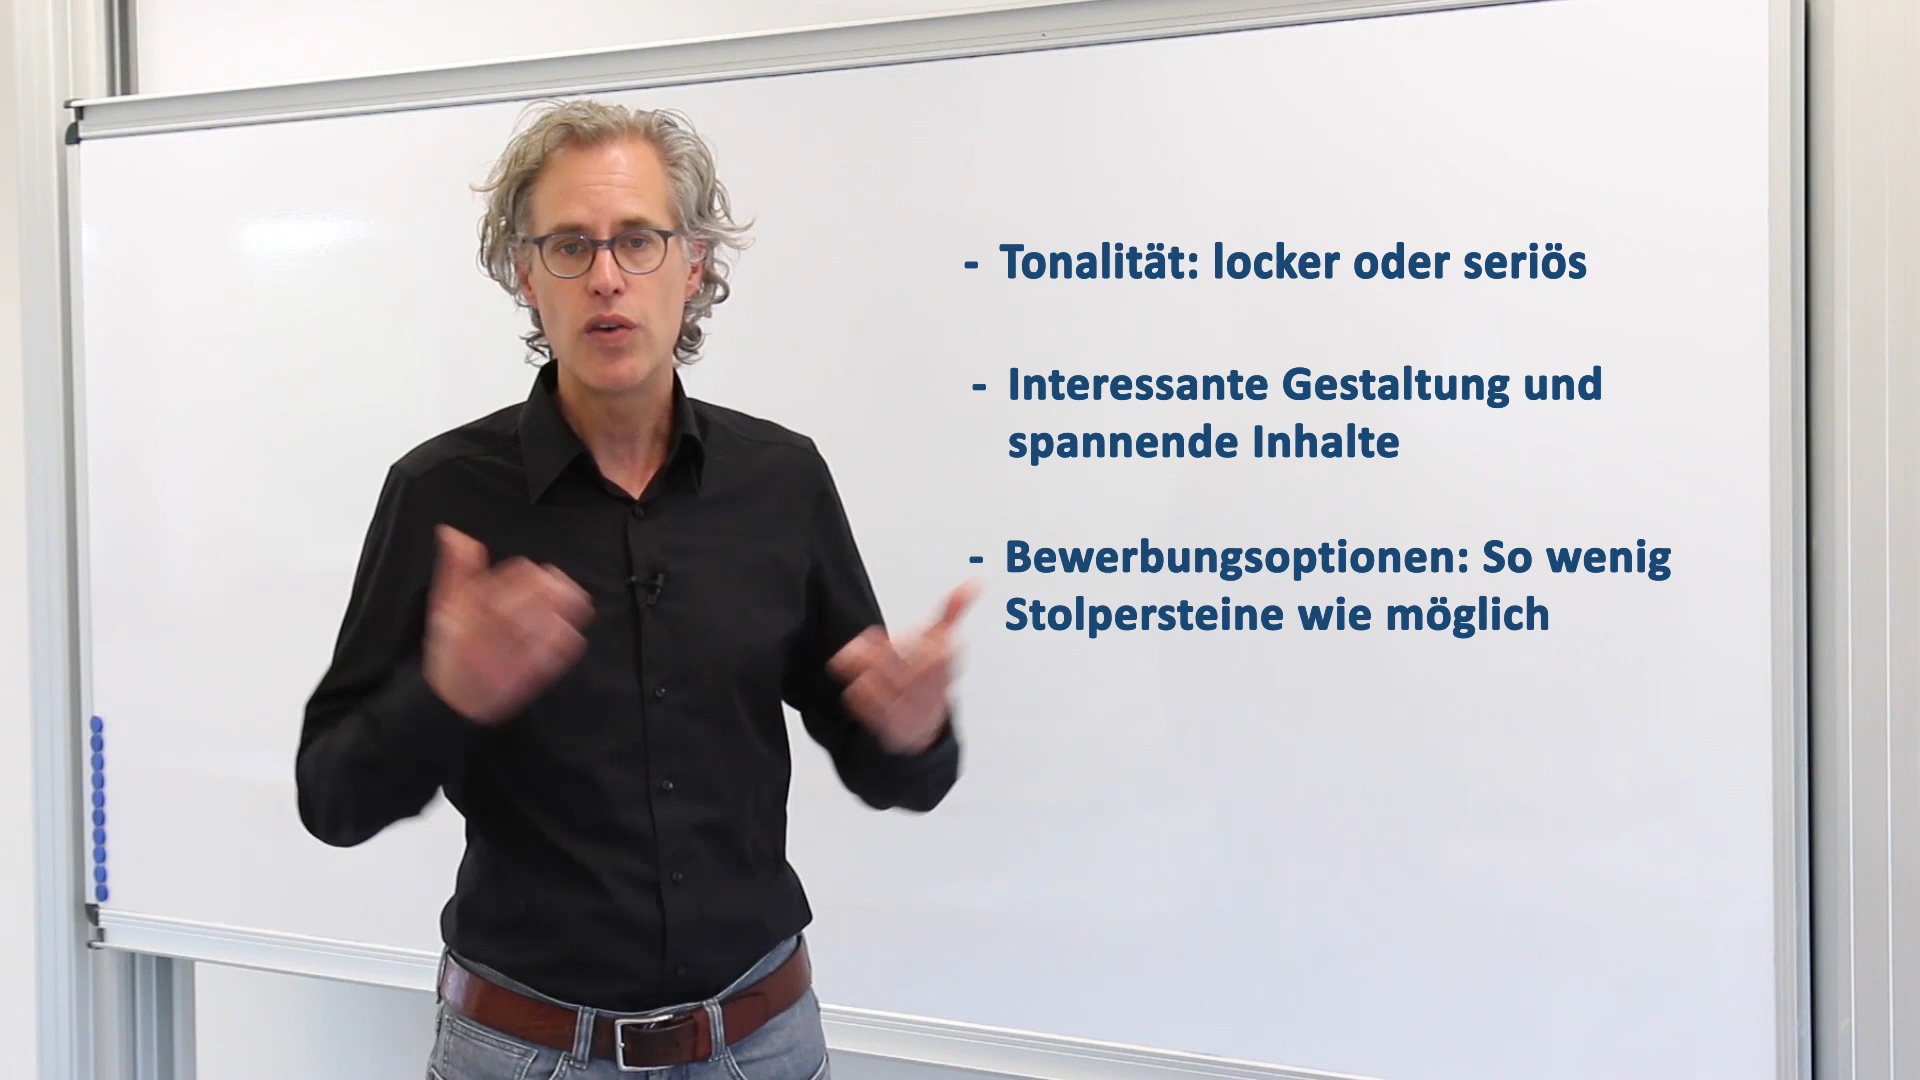 - Tonalität: locker oder seriös
- Interessante Gestaltung und
spannende Inhalte
- Bewerbungsoptionen: So wenig
Stolpersteine wie möglich